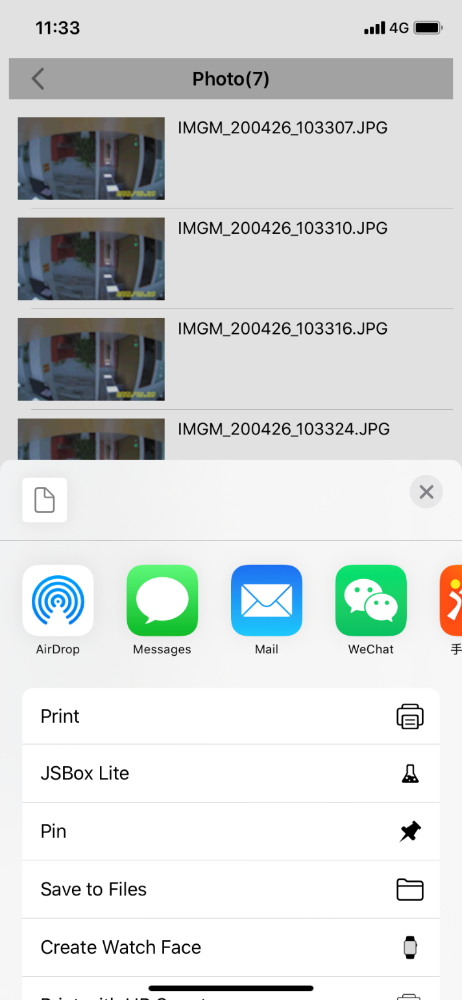 11:33 4G
Photo(7)
IMGM_200426_103307.JPG
IMGM_200426_103310.JPG
IMGM_200426_103316.JPG
IMGM_200426_103324.JPG
AirDrop Messages Mail WeChat 手
Print
JSBox Lite
Pin
Save to Files
Create Watch Face